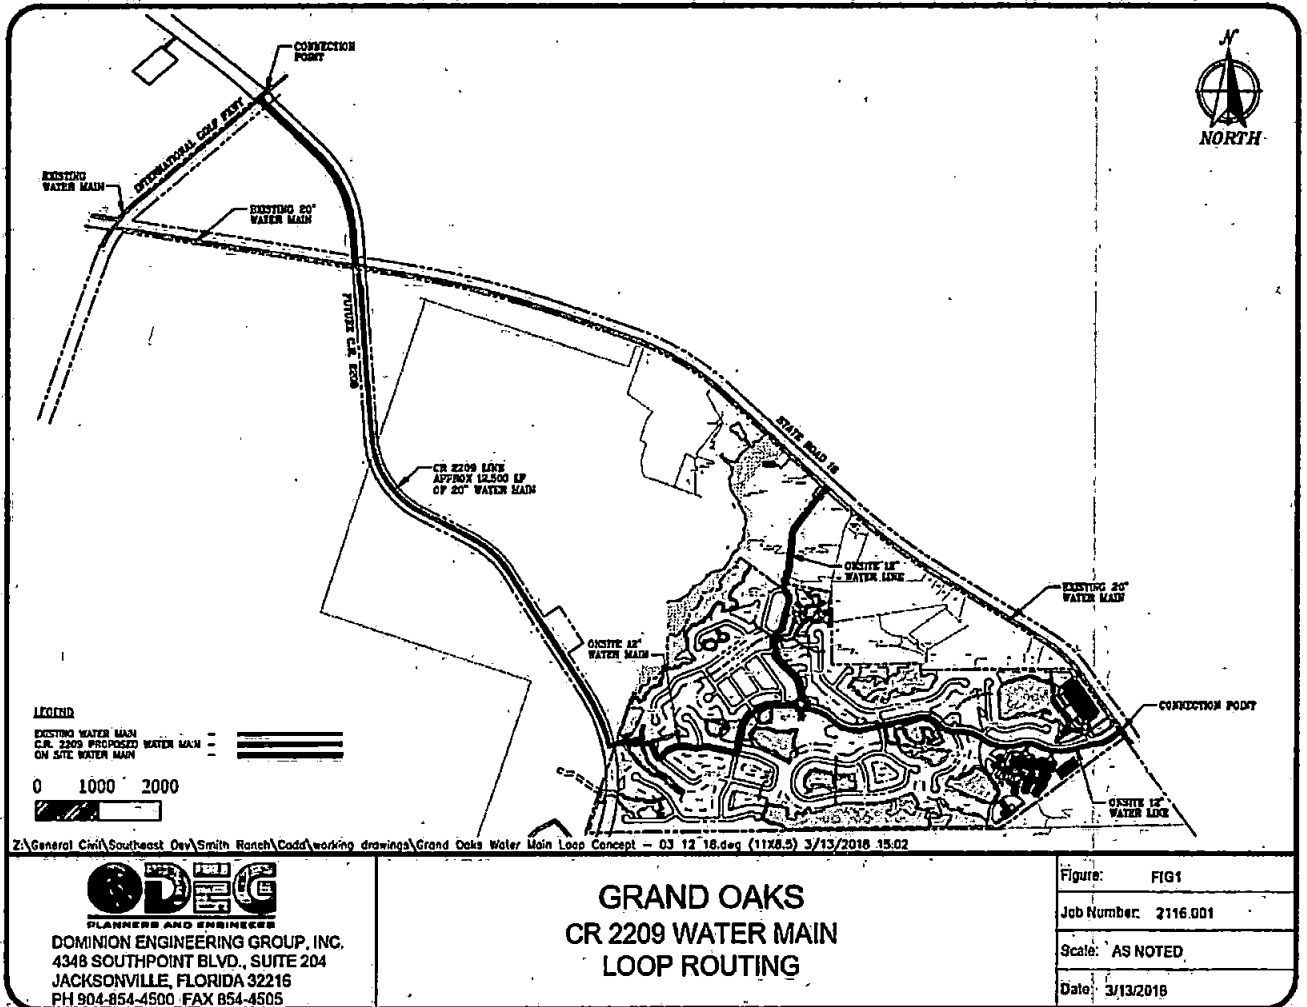 CONNECTION
POINT
N
NORTH
INTERNATIONAL GOLF PKWY
EXISTING
WATER MAIN
EXISTING 20"
WATER MAIN
FUTURE C.R. 2209
STATE ROAD 16
CR 2209 LINE
APPROX 12,500 LF
OF 20" WATER MAIN
ONSITE 12"
WATER LINE
EXISTING 20"
WATER MAIN
ONSITE 12"
WATER MAIN
CONNECTION POINT
LEGEND
EXISTING WATER MAIN -
C.R. 2209 PROPOSED WATER MAIN -
ON SITE WATER MAIN -
0 1000 2000
ONSITE 12"
WATER LINE
Z:\General Civil\Southeast Dev\Smith Ranch\Cadd\working drawings\Grand Oaks Water Main Loop Concept - 03 12 18.dwg (11X8.5) 3/13/2018 15:02
DEG
PLANNERS AND ENGINEERS
DOMINION ENGINEERING GROUP, INC.
4348 SOUTHPOINT BLVD., SUITE 204
JACKSONVILLE, FLORIDA 32216
PH 904-854-4500 FAX 854-4505
GRAND OAKS
CR 2209 WATER MAIN
LOOP ROUTING
Figure: FIG1
Job Number: 2116.001
Scale: AS NOTED
Date: 3/13/2018